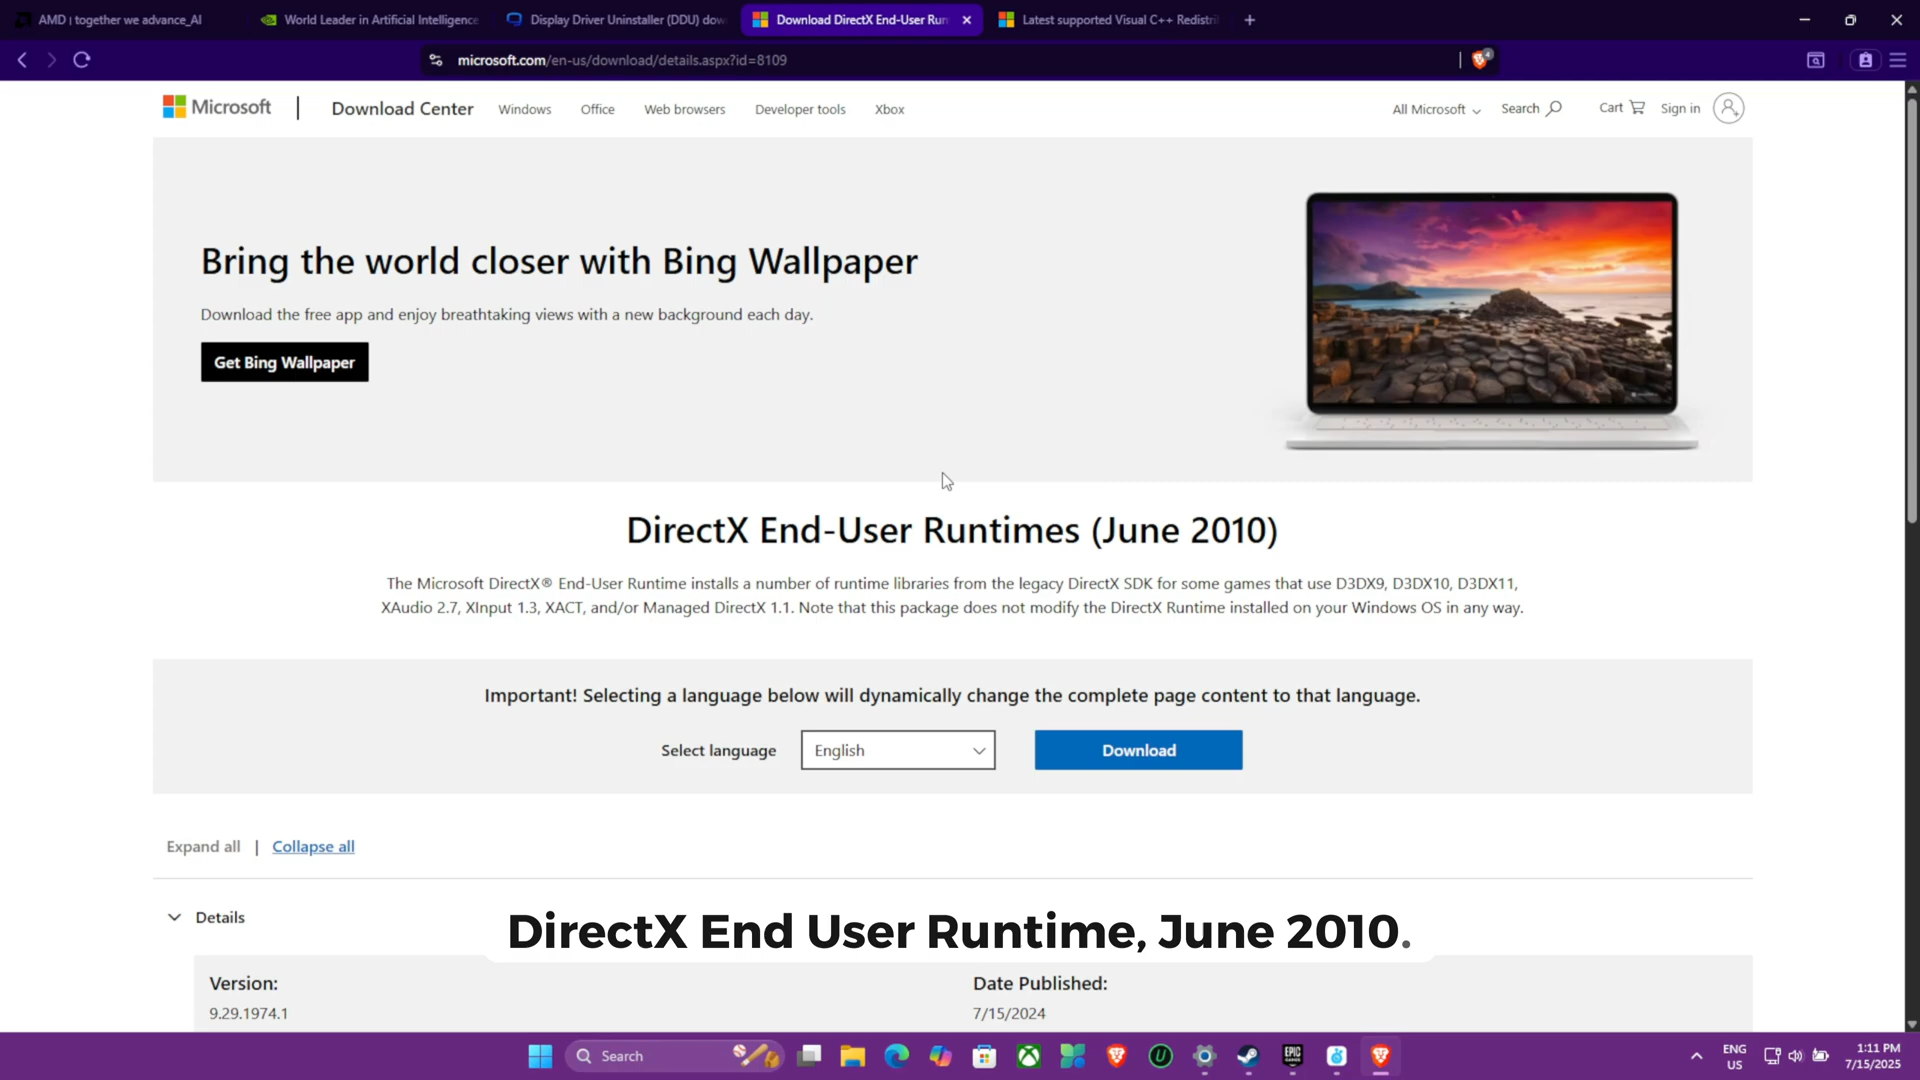 AMD | together we advance_AI
World Leader in Artificial Intelligence
Display Driver Uninstaller (DDU) dow
Download DirectX End-User Run
Latest supported Visual C++ Redistri
microsoft.com/en-us/download/details.aspx?id=8109
4
Microsoft
Download Center
Windows
Office
Web browsers
Developer tools
Xbox
All Microsoft
Search
Cart
Sign in
Bring the world closer with Bing Wallpaper
Download the free app and enjoy breathtaking views with a new background each day.
Get Bing Wallpaper
DirectX End-User Runtimes (June 2010)
The Microsoft DirectX® End-User Runtime installs a number of runtime libraries from the legacy DirectX SDK for some games that use D3DX9, D3DX10, D3DX11,
XAudio 2.7, XInput 1.3, XACT, and/or Managed DirectX 1.1. Note that this package does not modify the DirectX Runtime installed on your Windows OS in any way.
Important! Selecting a language below will dynamically change the complete page content to that language.
Select language
English
Download
Expand all | Collapse all
Details
DirectX End User Runtime, June 2010.
Version:
9.29.1974.1
Date Published:
7/15/2024
Search
EPIC
ENG
US
1:11 PM
7/15/2025